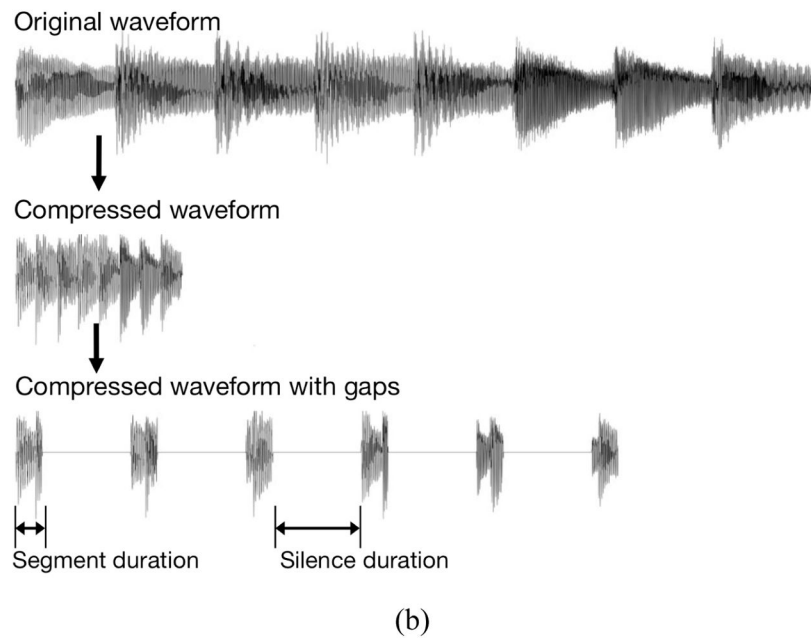 Original waveform
Compressed waveform
Compressed waveform with gaps
Segment duration Silence duration
(b)